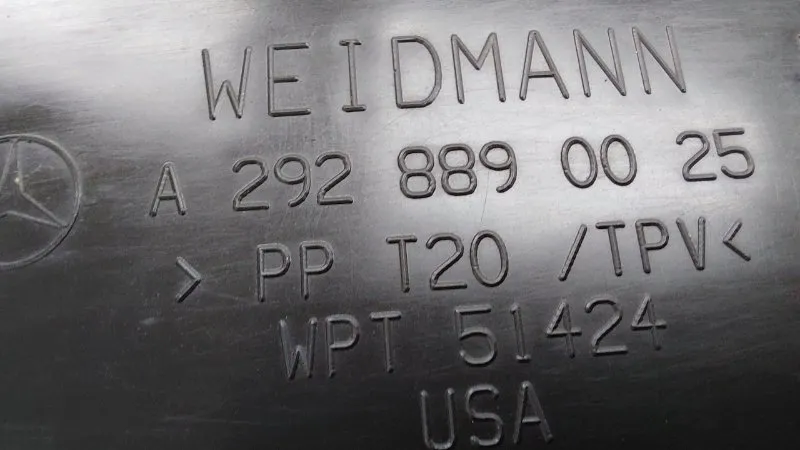 WEIDMANN
A 292 889 00 25
> PP T20 /TPV<
WPT 51424
USA